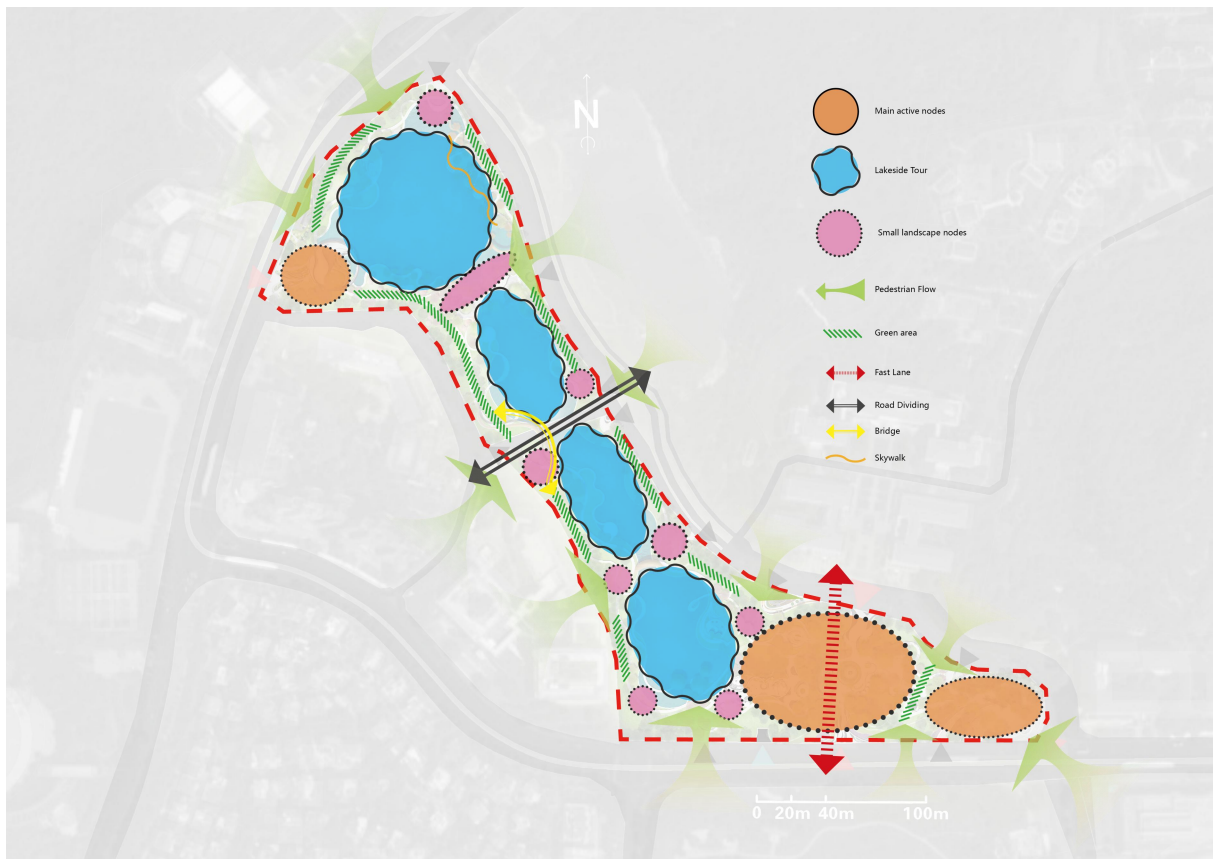 N
Main active nodes
Lakeside Tour
Small landscape nodes
Pedestrian Flow
Green area
Fast Lane
Road Dividing
Bridge
Skywalk
0 20m 40m 100m